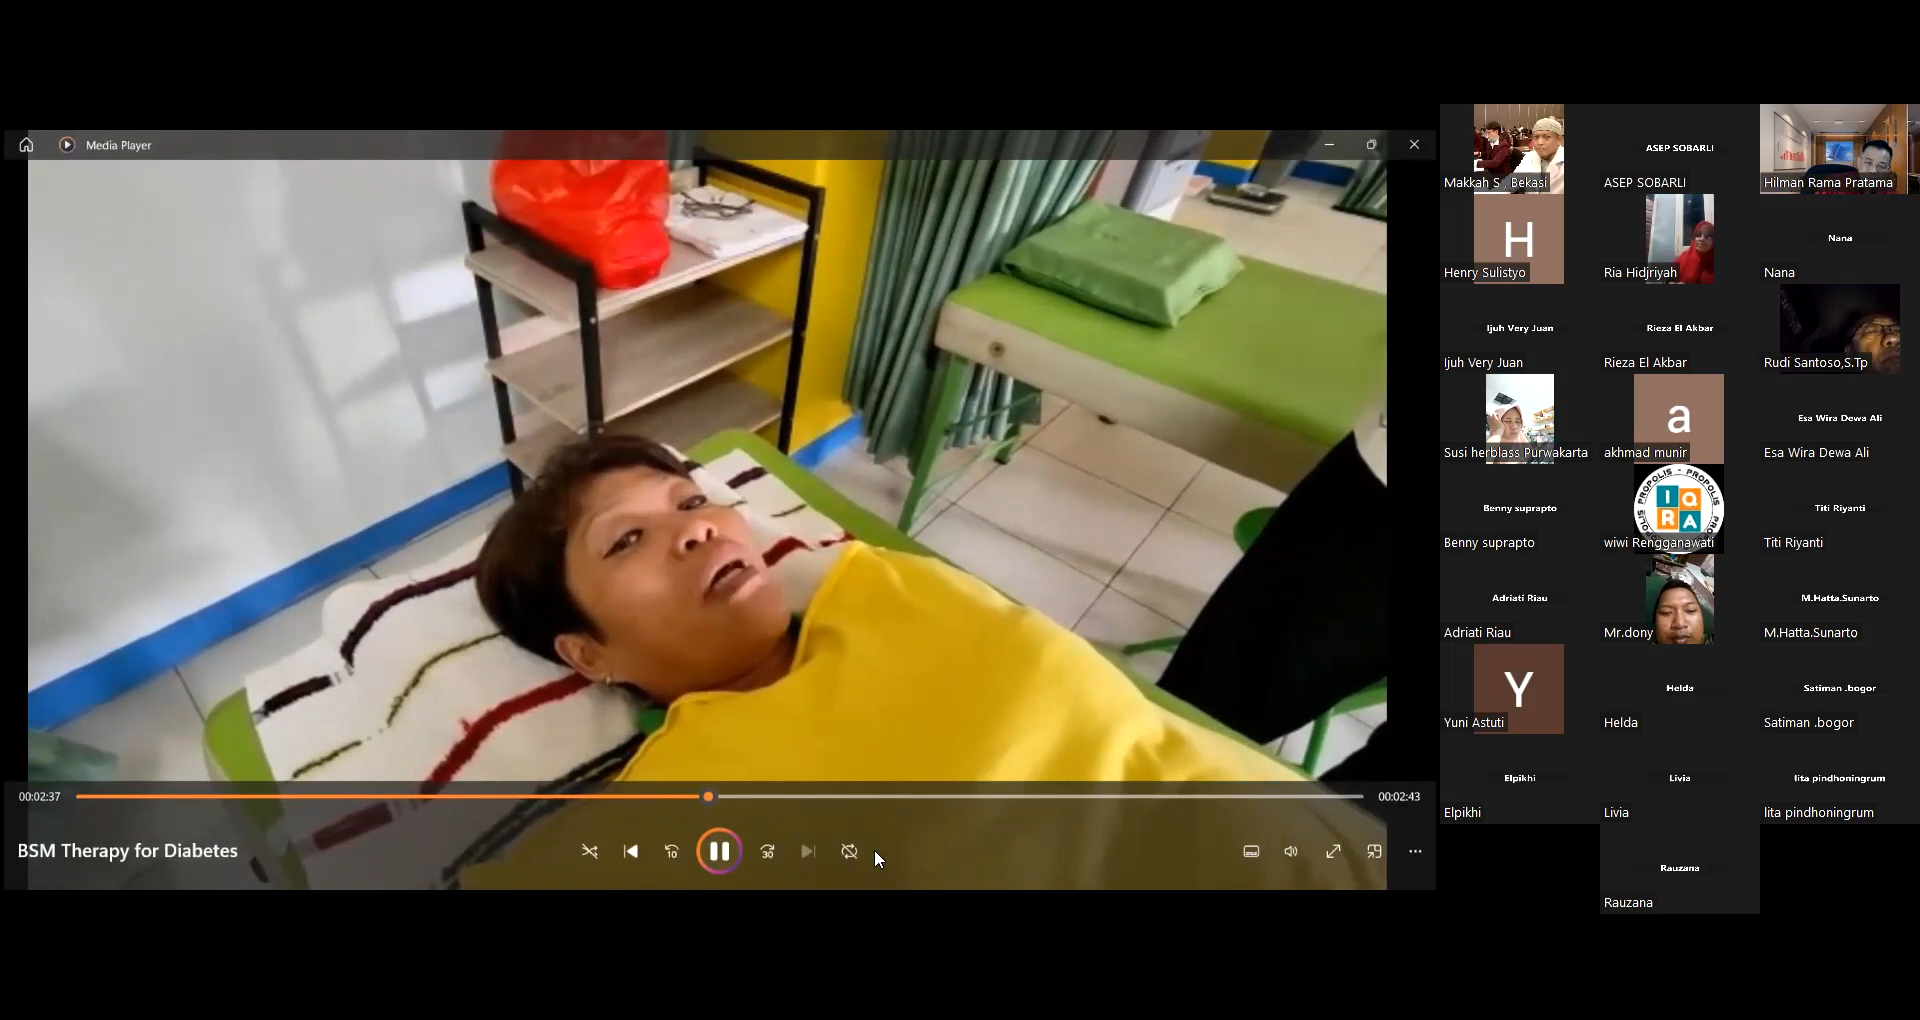 Media Player
00:02:37
00:02:43
BSM Therapy for Diabetes
10
30
Makkah S , Bekasi
ASEP SOBARLI
ASEP SOBARLI
Hilman Rama Pratama
H
Henry Sulistyo
Ria Hidjriyah
Nana
Nana
Ijuh Very Juan
Ijuh Very Juan
Rieza El Akbar
Rieza El Akbar
Rudi Santoso,S.Tp
Susi herblass Purwakarta
a
akhmad munir
Esa Wira Dewa Ali
Esa Wira Dewa Ali
Benny suprapto
Benny suprapto
PROPOLIS - PROPOLIS
IQRA
wiwi Rengganawati
Titi Riyanti
Titi Riyanti
Adriati Riau
Adriati Riau
Mr.dony
M.Hatta.Sunarto
M.Hatta.Sunarto
Y
Yuni Astuti
Helda
Helda
Satiman .bogor
Satiman .bogor
Elpikhi
Elpikhi
Livia
Livia
lita pindhoningrum
lita pindhoningrum
Rauzana
Rauzana